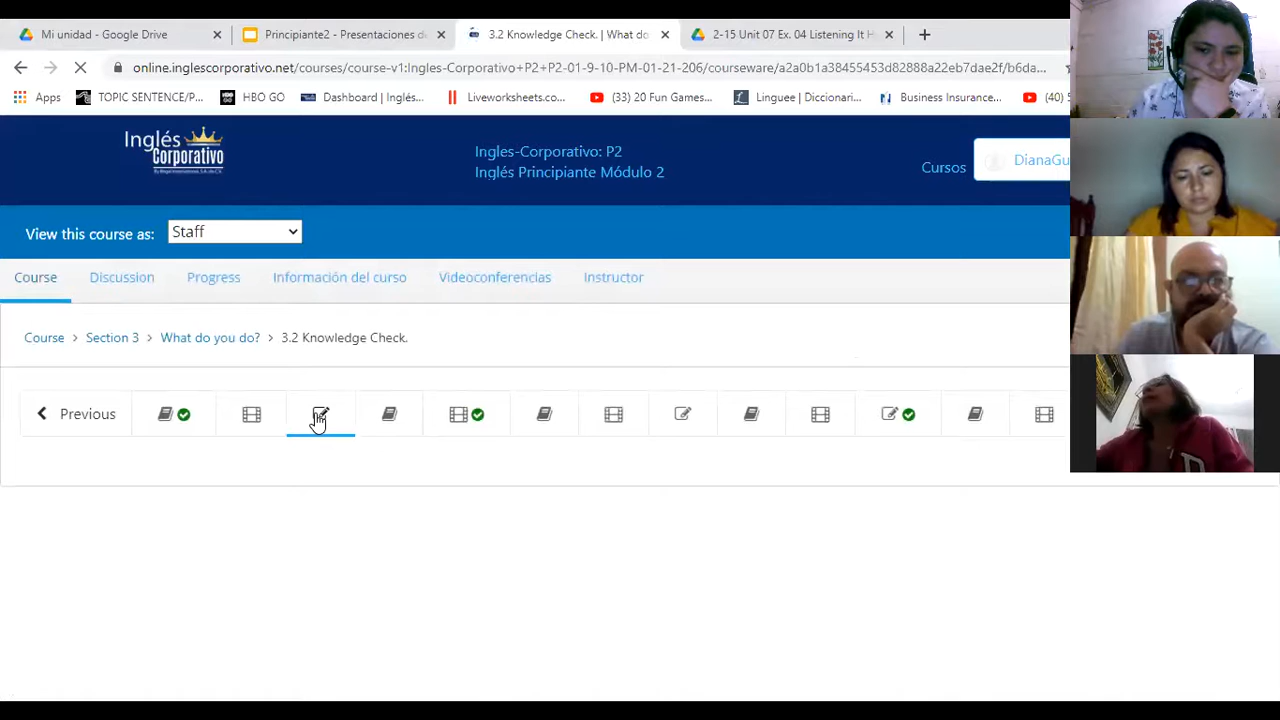 Mi unidad - Google Drive
Principiante2 - Presentaciones d
3.2 Knowledge Check. | What do
2-15 Unit 07 Ex. 04 Listening It H
online.inglescorporativo.net/courses/course-v1:Ingles-Corporativo+P2+P2-01-9-10-PM-01-21-206/courseware/a2a0b1a38455453f82888a22eb7dae2f/b6da...
Apps
TOPIC SENTENCE/P...
HBO GO
Dashboard | Inglés...
Liveworksheets.co...
(33) 20 Fun Games...
Linguee | Diccionari...
Business Insurance...
(40)
Inglés
Corporativo
Ingles-Corporativo: P2
Inglés Principiante Módulo 2
Cursos
DianaGu
View this course as:
Staff
Course
Discussion
Progress
Información del curso
Videoconferencias
Instructor
Course > Section 3 > What do you do? > 3.2 Knowledge Check.
Previous